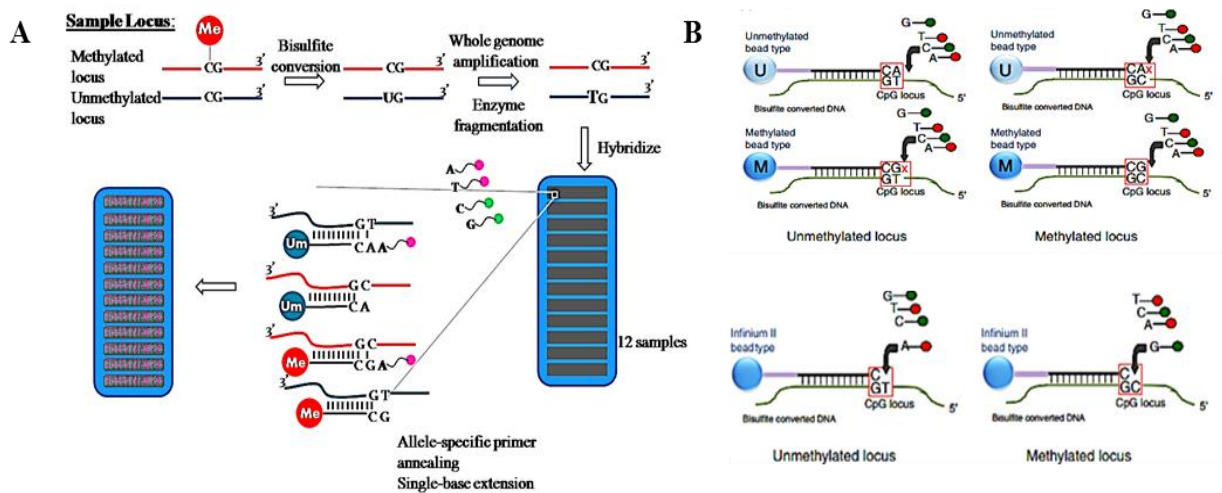 A
Sample Locus:
Me
Methylated locus
CG
3'
Unmethylated locus
CG
3'
Bisulfite conversion
CG
3'
UG
3'
Whole genome amplification
Enzyme fragmentation
CG
3'
TG
3'
Hybridize
A
T
C
G
12 samples
3'
GT
Um
CAA
3'
GC
Um
CA
3'
GC
Me
CGA
3'
GT
Me
CG
Allele-specific primer
annealing
Single-base extension
B
Unmethylated
bead type
U
G
T
C
A
CA
GT
CpG locus
5'
Bisulfite converted DNA
Methylated
bead type
M
G
T
C
A
CGx
GT
CpG locus
5'
Bisulfite converted DNA
Unmethylated locus
Unmethylated
bead type
U
G
T
C
A
CAx
GC
CpG locus
5'
Bisulfite converted DNA
Methylated
bead type
M
G
T
C
A
CG
GC
CpG locus
5'
Bisulfite converted DNA
Methylated locus
Infinium II
bead type
G
T
C
A
C
GT
CpG locus
5'
Bisulfite converted DNA
Unmethylated locus
Infinium II
bead type
T
C
A
G
C
GC
CpG locus
5'
Bisulfite converted DNA
Methylated locus